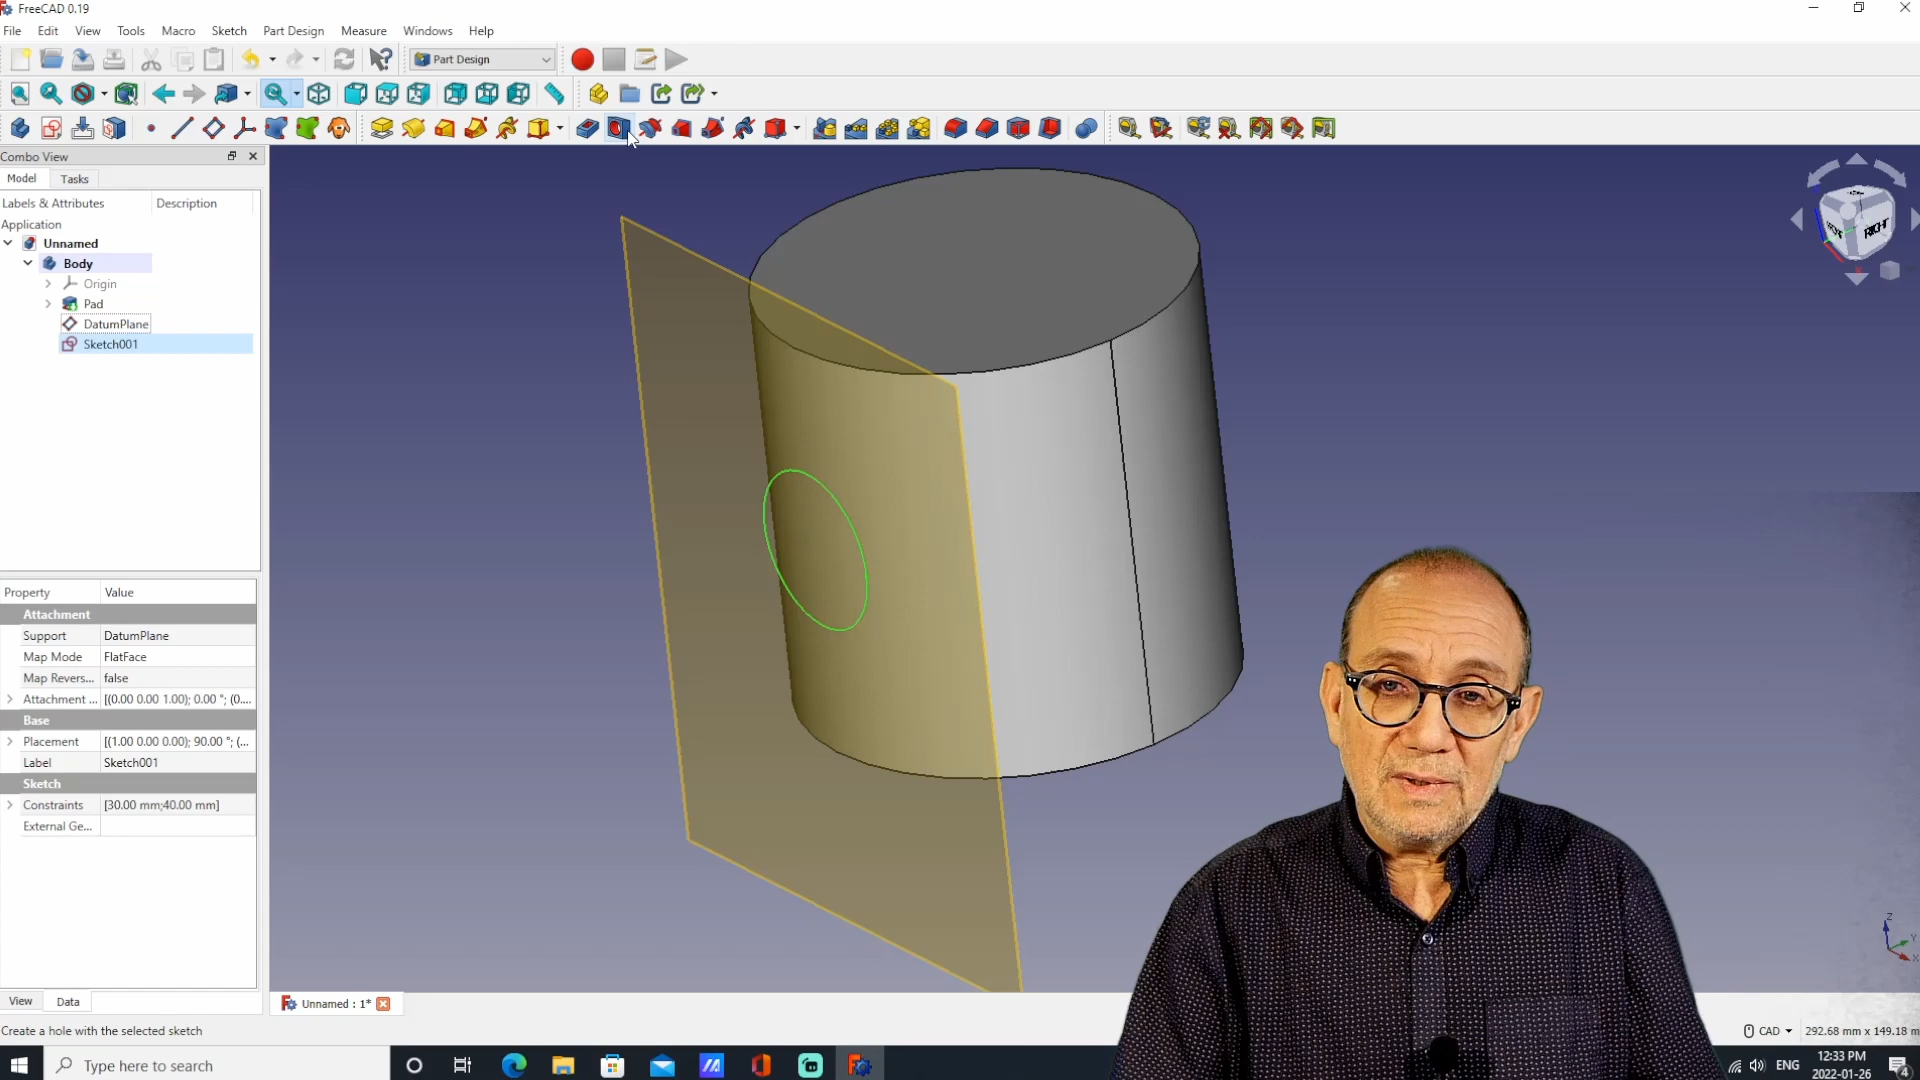 FreeCAD 0.19
File Edit View Tools Macro Sketch Part Design Measure Windows Help
Part Design
Combo View
Model Tasks
Labels & Attributes Description
Application
Unnamed
Body
Origin
Pad
DatumPlane
Sketch001
RIGHT
Property Value
Attachment
Support DatumPlane
Map Mode FlatFace
Map Revers... false
Attachment ... [(0.00 0.00 1.00); 0.00 °; (0....
Base
Placement [(1.00 0.00 0.00); 90.00 °; (...
Label Sketch001
Sketch
Constraints [30.00 mm;40.00 mm]
External Ge...
Z
Y
X
View Data
Unnamed : 1*
Create a hole with the selected sketch
CAD 292.68 mm x 149.18 m
Type here to search
ENG
12:33 PM
2022-01-26
4